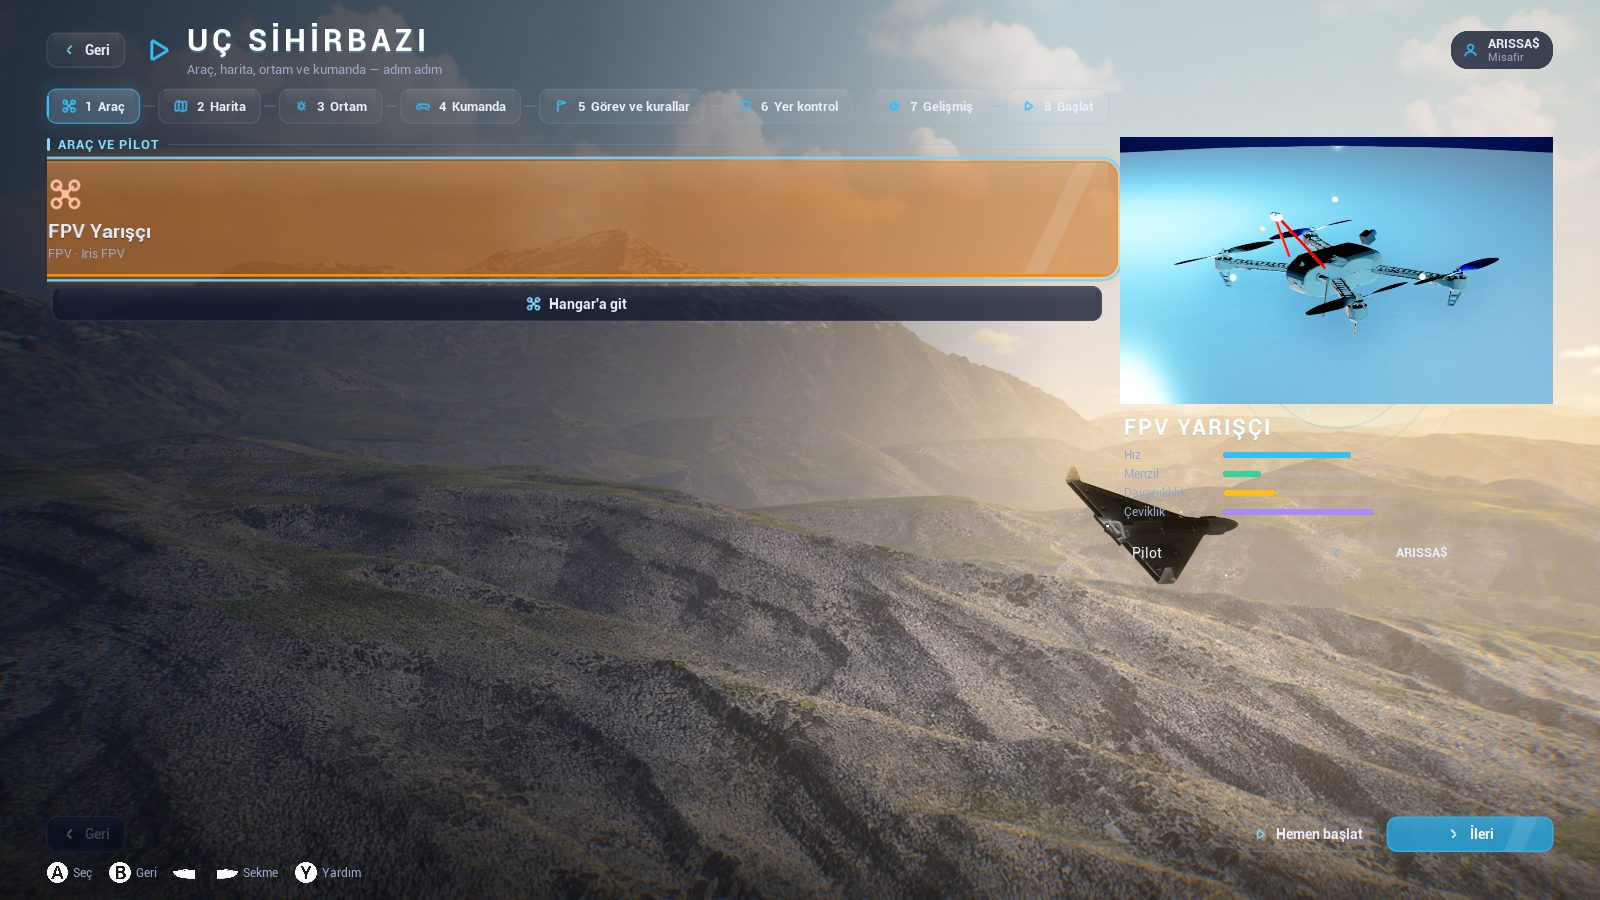 Geri
UÇ SİHİRBAZI
Araç, harita, ortam ve kumanda — adım adım
ARISSA$
Misafir
1 Araç
2 Harita
3 Ortam
4 Kumanda
5 Görev ve kurallar
6 Yer kontrol
7 Gelişmiş
8 Başlat
ARAÇ VE PİLOT
FPV Yarışçı
FPV · Iris FPV
Hangar'a git
FPV YARIŞÇI
Hız
Menzil
Dayanıklılık
Çeviklik
Pilot
ARISSA$
Geri
Hemen başlat
İleri
A Seç
B Geri
Sekme
Y Yardım